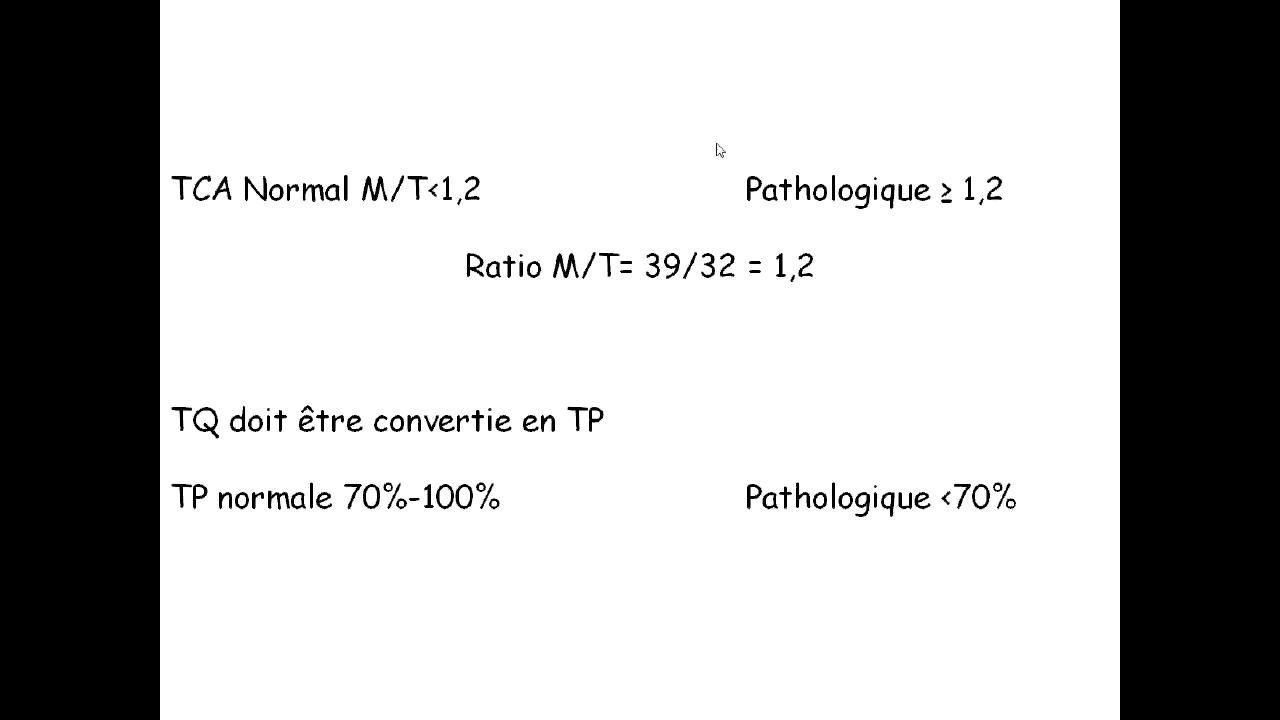 TCA Normal M/T<1,2 Pathologique ≥ 1,2
Ratio M/T= 39/32 = 1,2
TQ doit être convertie en TP
TP normale 70%-100% Pathologique <70%